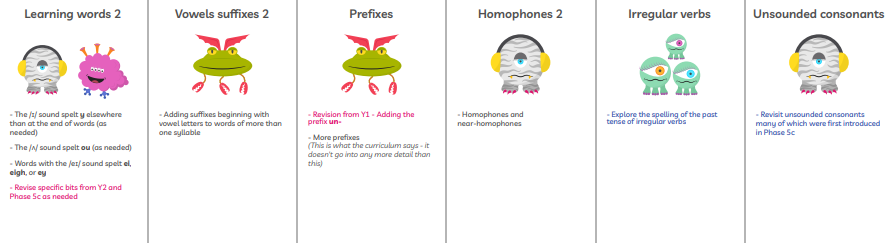 Learning words 2
- The /ɪ/ sound spelt y elsewhere
than at the end of words (as
needed)
- The /ʌ/ sound spelt ou (as needed)
- Words with the /eɪ/ sound spelt ei,
eigh, or ey
- Revise specific bits from Y2 and
Phase 5c as needed
Vowels suffixes 2
- Adding suffixes beginning with
vowel letters to words of more than
one syllable
Prefixes
- Revision from Y1 - Adding the
prefix un-
- More prefixes
(This is what the curriculum says - it
doesn't go into any more detail than
this)
Homophones 2
- Homophones and
near-homophones
Irregular verbs
- Explore the spelling of the past
tense of irregular verbs
Unsounded consonants
- Revisit unsounded consonants
many of which were first introduced
in Phase 5c